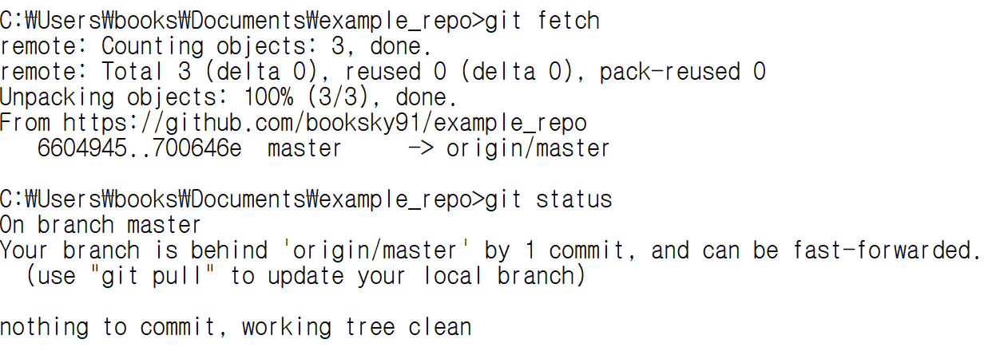 C:₩Users₩books₩Documents₩example_repo>git fetch
remote: Counting objects: 3, done.
remote: Total 3 (delta 0), reused 0 (delta 0), pack-reused 0
Unpacking objects: 100% (3/3), done.
From https://github.com/booksky91/example_repo
   6604945..700646e  master     -> origin/master

C:₩Users₩books₩Documents₩example_repo>git status
On branch master
Your branch is behind 'origin/master' by 1 commit, and can be fast-forwarded.
  (use "git pull" to update your local branch)

nothing to commit, working tree clean